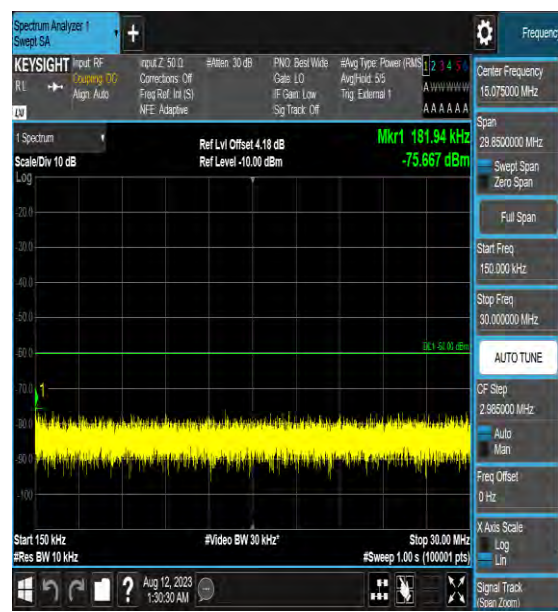 Spectrum Analyzer 1
Swept SA
+
Frequenc
KEYSIGHT
Input: RF
Coupling: DC
Align: Auto
Input Z: 50 Ω
Corrections: Off
Freq Ref: Int (S)
NFE: Adaptive
#Atten: 30 dB
PNO: Best Wide
Gate: LO
IF Gain: Low
Sig Track: Off
#Avg Type: Power (RMS
Avg|Hold: 5/5
Trig: External 1
1 2 3 4 5 6
A W W W W W
A A A A A A
LM
1 Spectrum
Scale/Div 10 dB
Log
Ref Lvl Offset 4.18 dB
Ref Level -10.00 dBm
Mkr1 181.94 kHz
-75.667 dBm
-20.0
-30.0
-40.0
-50.0
-60.0
-70.0
-80.0
-90.0
-100
1
Start 150 kHz
#Res BW 10 kHz
#Video BW 30 kHz*
Stop 30.00 MHz
#Sweep 1.00 s (100001 pts)
Aug 12, 2023
1:30:30 AM
?
Center Frequency
15.075000 MHz
Span
29.8500000 MHz
Swept Span
Zero Span
Full Span
Start Freq
150.000 kHz
Stop Freq
30.000000 MHz
AUTO TUNE
CF Step
2.985000 MHz
Auto
Man
Freq Offset
0 Hz
X Axis Scale
Log
Lin
Signal Track
(Span Zoom)